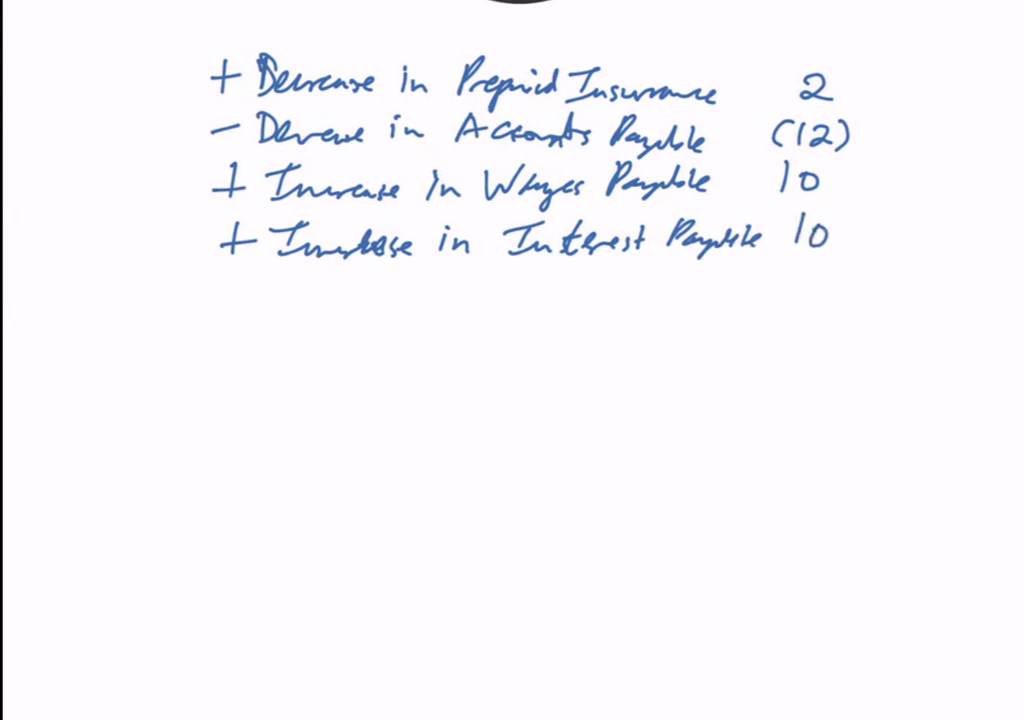 + Decrease in Prepaid Insurance 2
- Decrease in Accounts Payable (12)
+ Increase in Wages Payable 10
+ Increase in Interest Payable 10